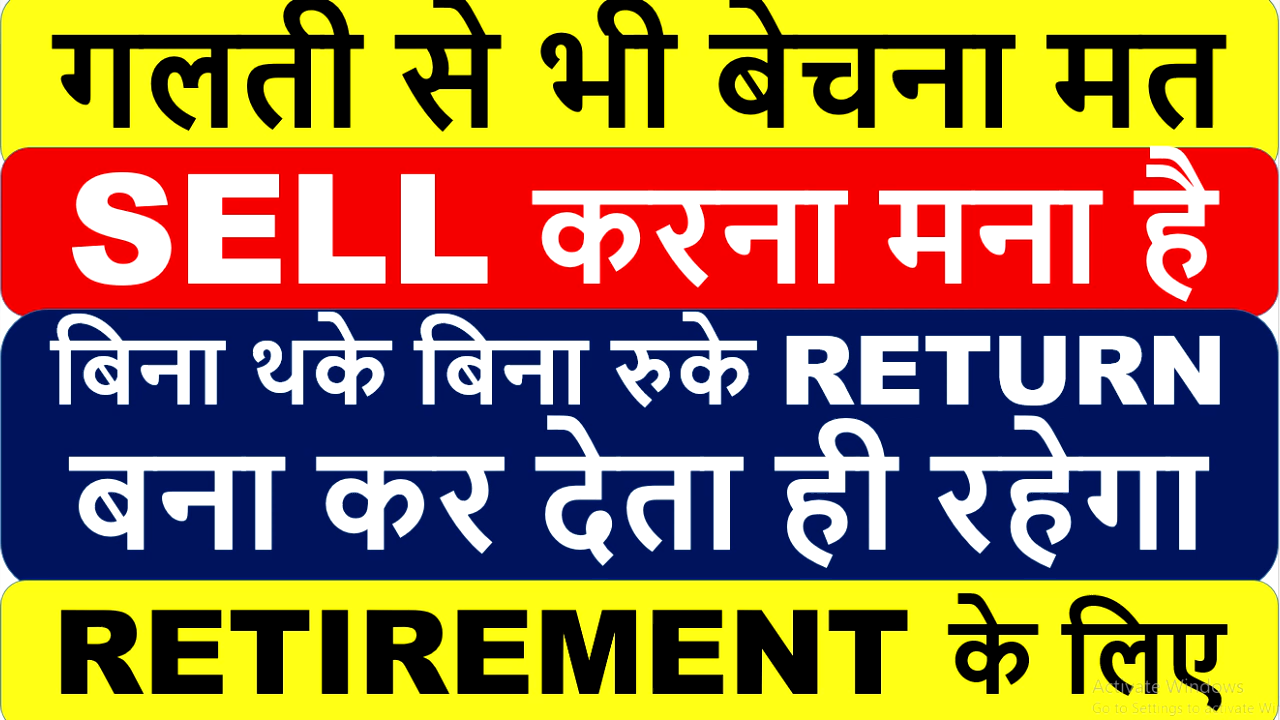 गलती से भी बेचना मत
SELL करना मना है
बिना थके बिना रुके RETURN
बना कर देता ही रहेगा
RETIREMENT के लिए
Activate Windows
Go to Settings to activate Wi